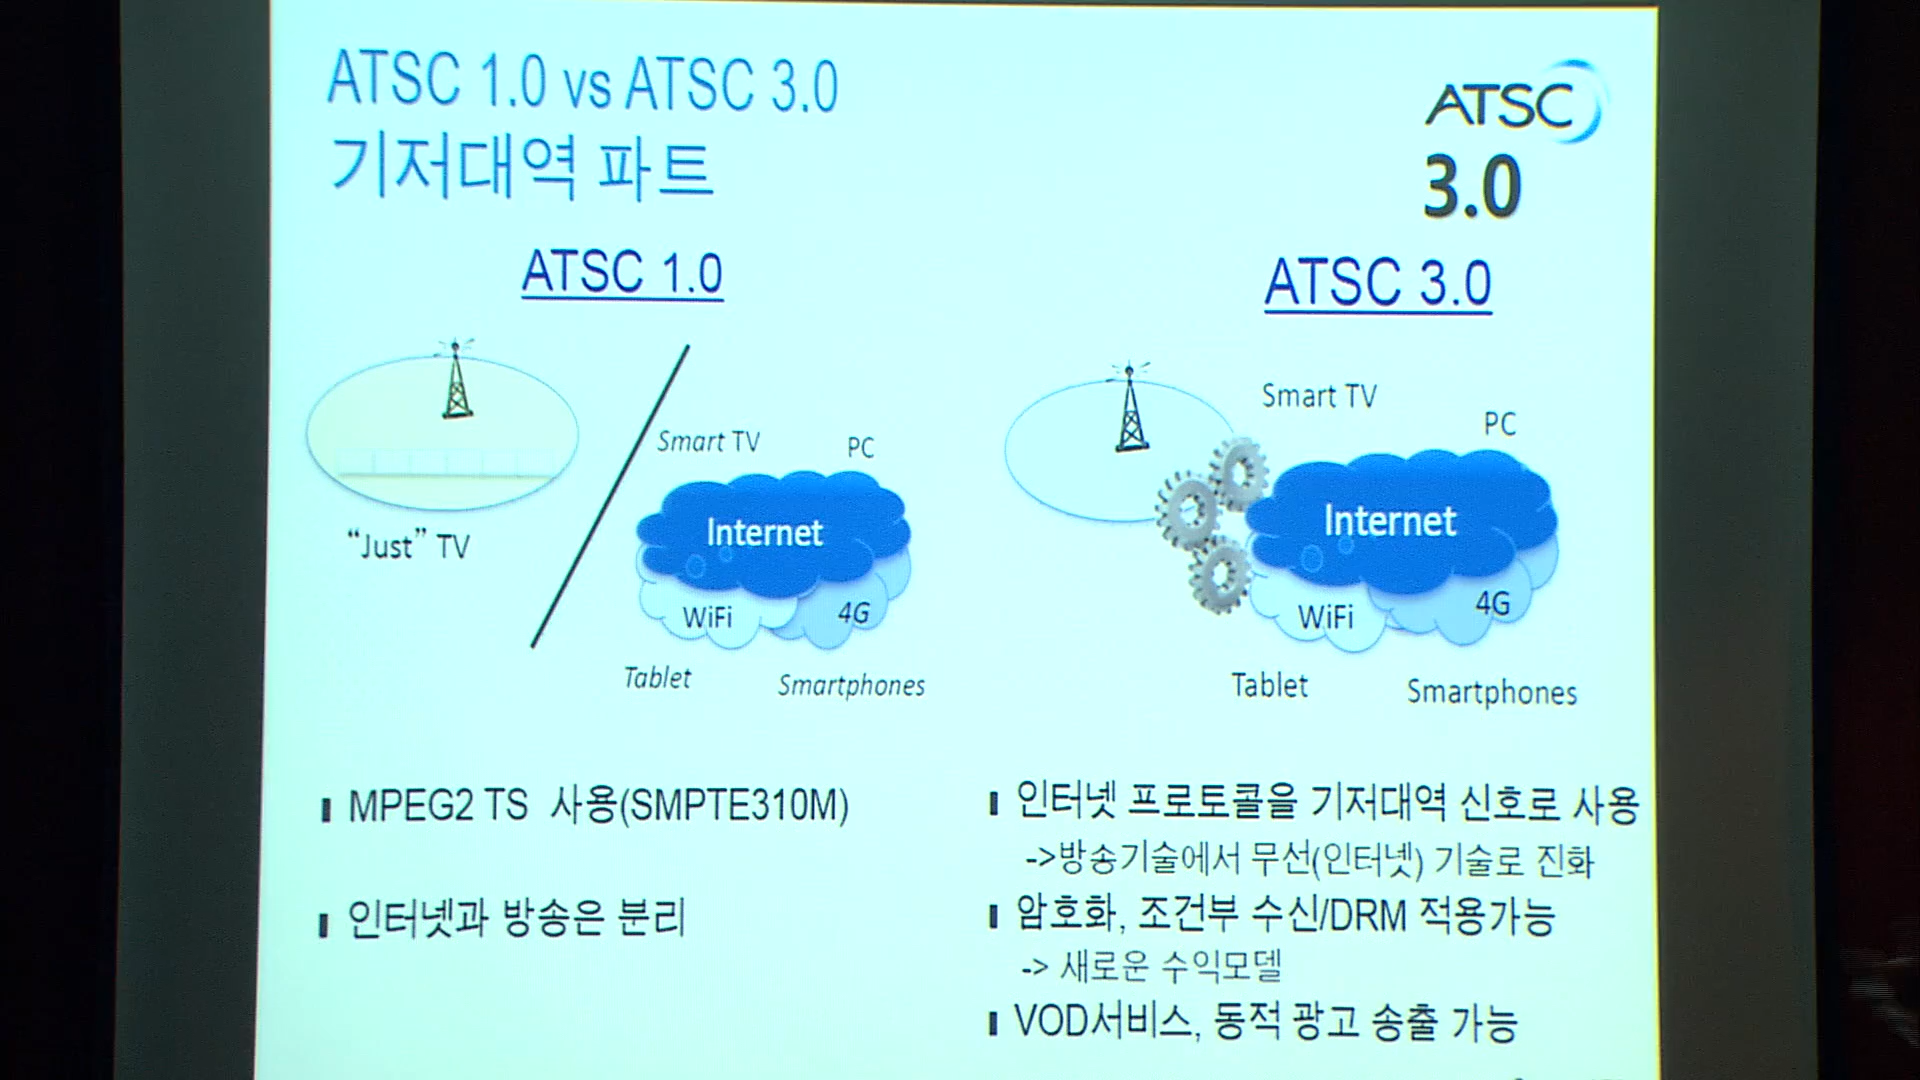 ATSC 1.0 vs ATSC 3.0
기저대역 파트
ATSC
3.0
ATSC 1.0
“Just” TV
Smart TV
PC
Internet
WiFi
4G
Tablet
Smartphones
MPEG2 TS 사용(SMPTE310M)
인터넷과 방송은 분리
ATSC 3.0
Smart TV
PC
Internet
WiFi
4G
Tablet
Smartphones
인터넷 프로토콜을 기저대역 신호로 사용
->방송기술에서 무선(인터넷) 기술로 진화
암호화, 조건부 수신/DRM 적용가능
-> 새로운 수익모델
VOD서비스, 동적 광고 송출 가능